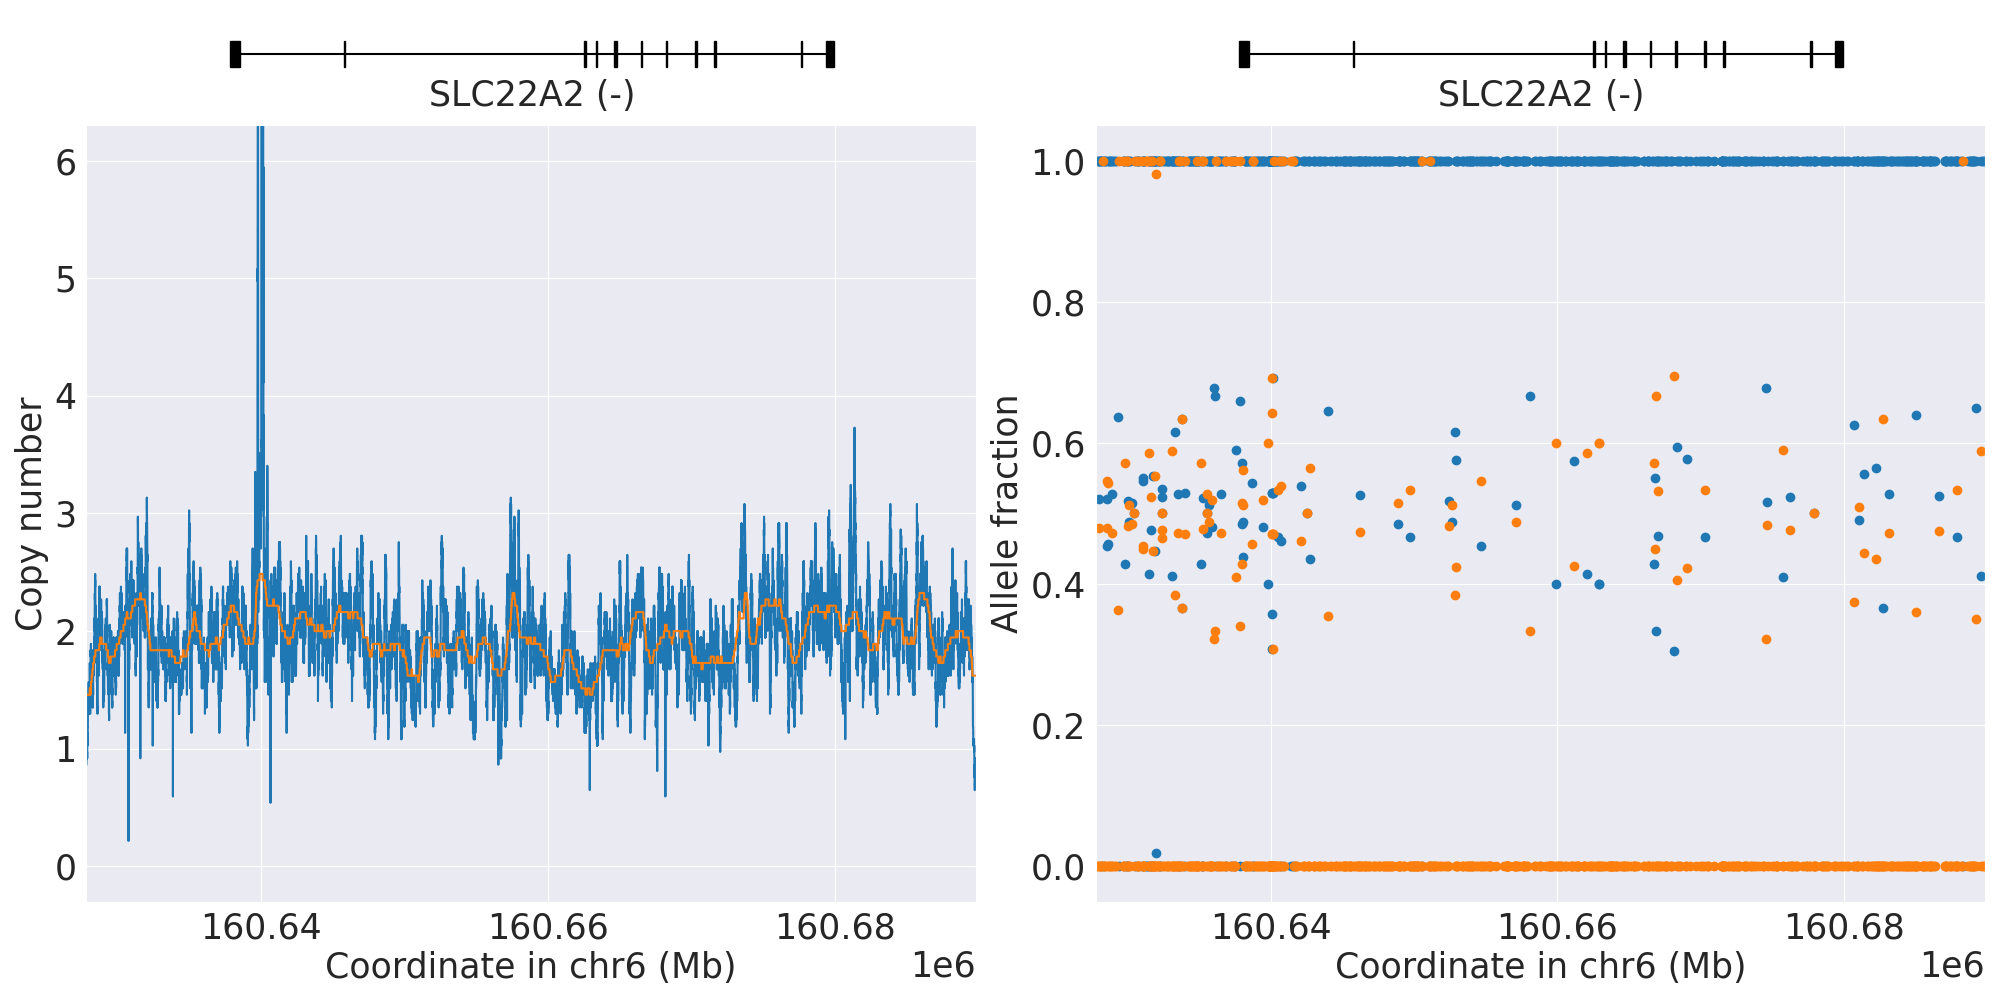 SLC22A2 (-)
6
5
4
3
2
1
0
Copy number
160.64
160.66
160.68
Coordinate in chr6 (Mb)
1e6
SLC22A2 (-)
1.0
0.8
0.6
0.4
0.2
0.0
Allele fraction
160.64
160.66
160.68
Coordinate in chr6 (Mb)
1e6